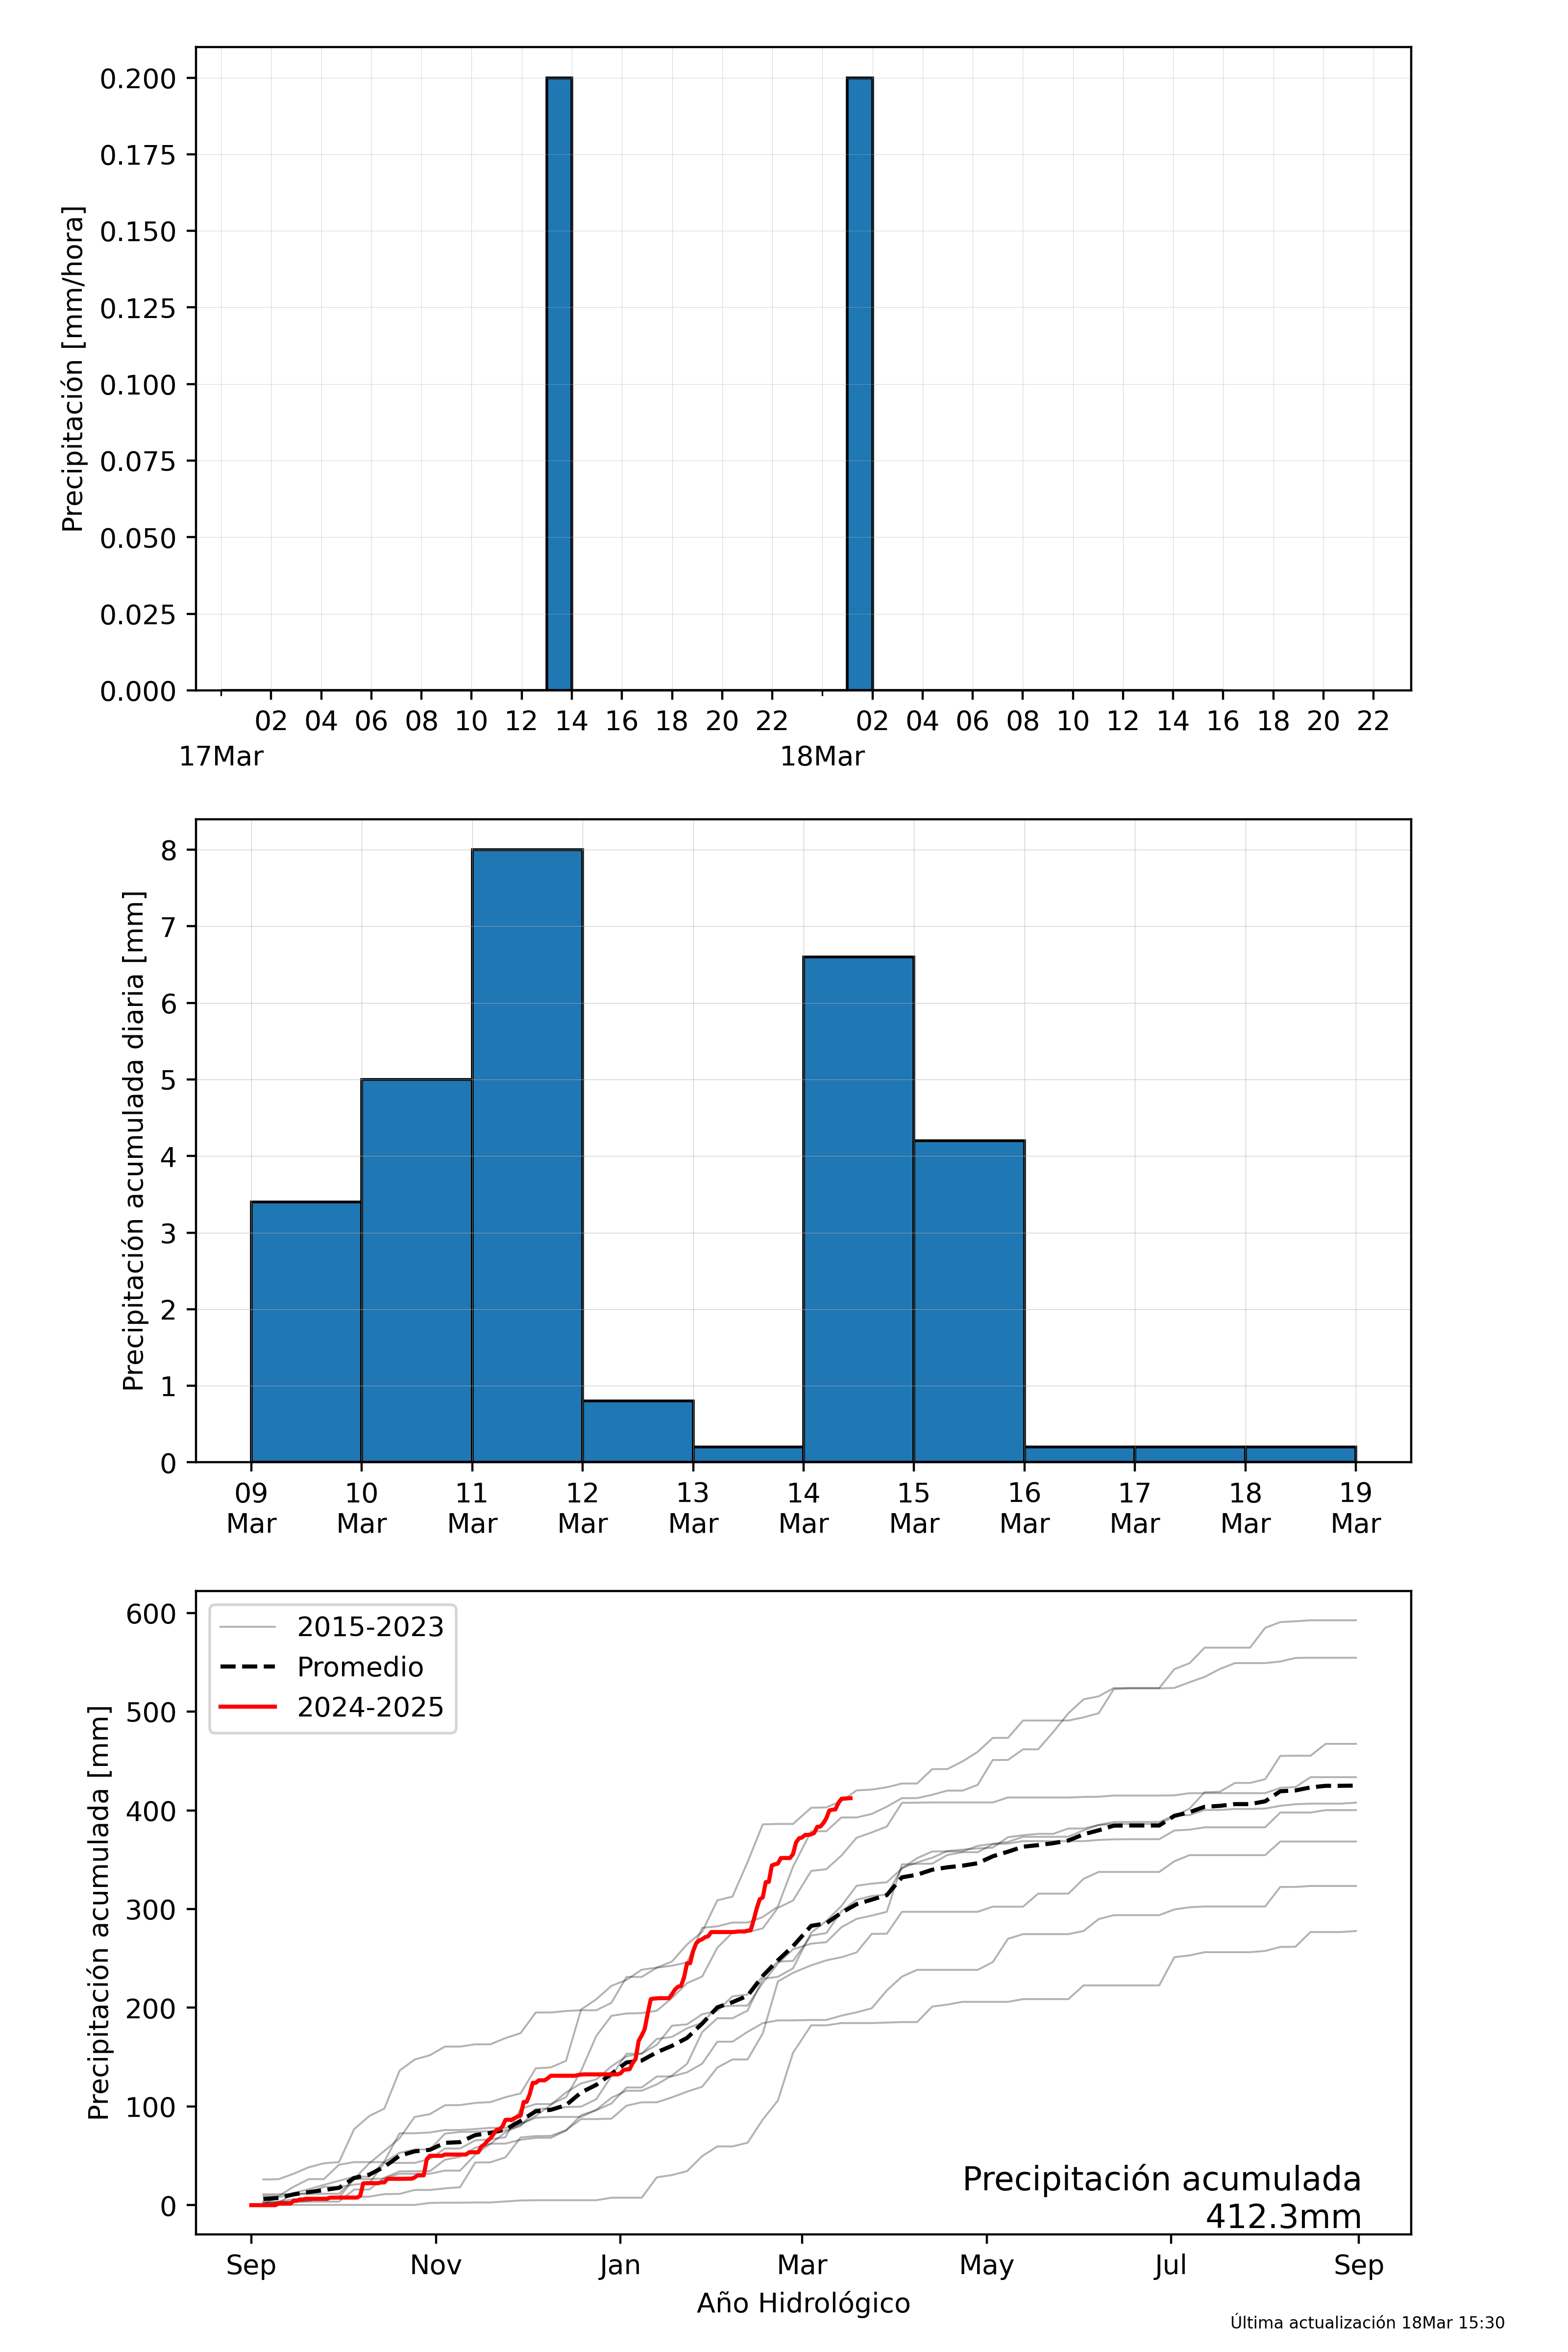 Precipitación [mm/hora]
0.200
0.175
0.150
0.125
0.100
0.075
0.050
0.025
0.000
02 04 06 08 10 12 14 16 18 20 22 02 04 06 08 10 12 14 16 18 20 22
17Mar 18Mar
Precipitación acumulada diaria [mm]
8
7
6
5
4
3
2
1
0
09 10 11 12 13 14 15 16 17 18 19
Mar Mar Mar Mar Mar Mar Mar Mar Mar Mar Mar
Precipitación acumulada [mm]
600
500
400
300
200
100
0
2015-2023
Promedio
2024-2025
Precipitación acumulada
412.3mm
Sep Nov Jan Mar May Jul Sep
Año Hidrológico
Última actualización 18Mar 15:30